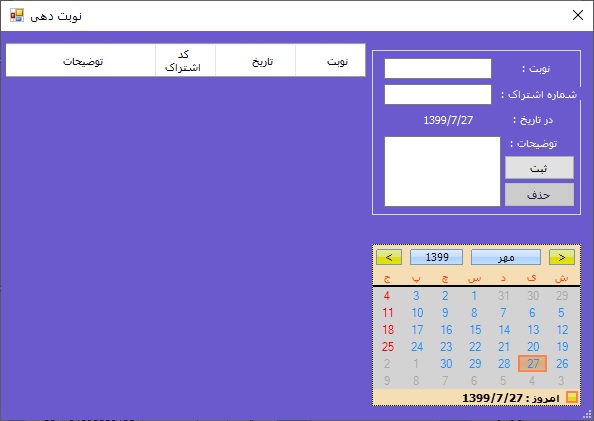 نوبت دهی
نوبت	تاریخ	کد اشتراک	توضیحات
نوبت :
شماره اشتراک :
در تاریخ : 1399/7/27
توضیحات :
ثبت
حذف
< مهر 1399 >
ش ی د س چ پ ج
29 30 31 1 2 3 4
5 6 7 8 9 10 11
12 13 14 15 16 17 18
19 20 21 22 23 24 25
26 27 28 29 30 1 2
3 4 5 6 7 8 9
امروز : 1399/7/27